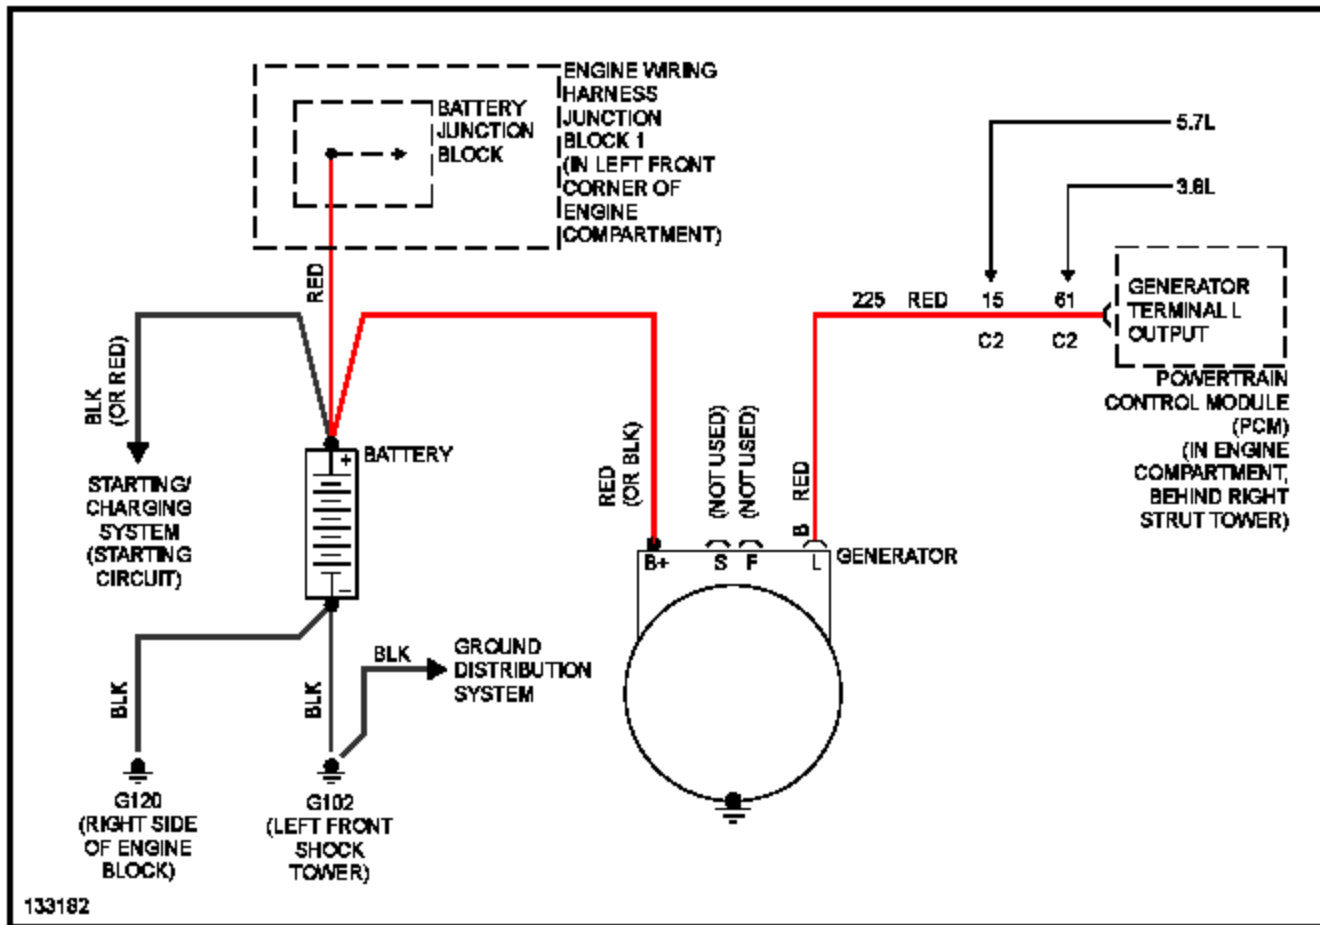 ENGINE WIRING
HARNESS
JUNCTION
BLOCK 1
(IN LEFT FRONT
CORNER OF
ENGINE
COMPARTMENT)
BATTERY
JUNCTION
BLOCK
RED
BLK
(OR RED)
STARTING/
CHARGING
SYSTEM
(STARTING
CIRCUIT)
BATTERY
+
-
BLK
BLK
BLK
GROUND
DISTRIBUTION
SYSTEM
G120
(RIGHT SIDE
OF ENGINE
BLOCK)
G102
(LEFT FRONT
SHOCK
TOWER)
RED
(OR BLK)
(NOT USED)
(NOT USED)
B RED
B+ S F L
GENERATOR
5.7L
3.8L
225 RED 15 61
C2 C2
GENERATOR
TERMINAL L
OUTPUT
POWERTRAIN
CONTROL MODULE
(PCM)
(IN ENGINE
COMPARTMENT,
BEHIND RIGHT
STRUT TOWER)
133182